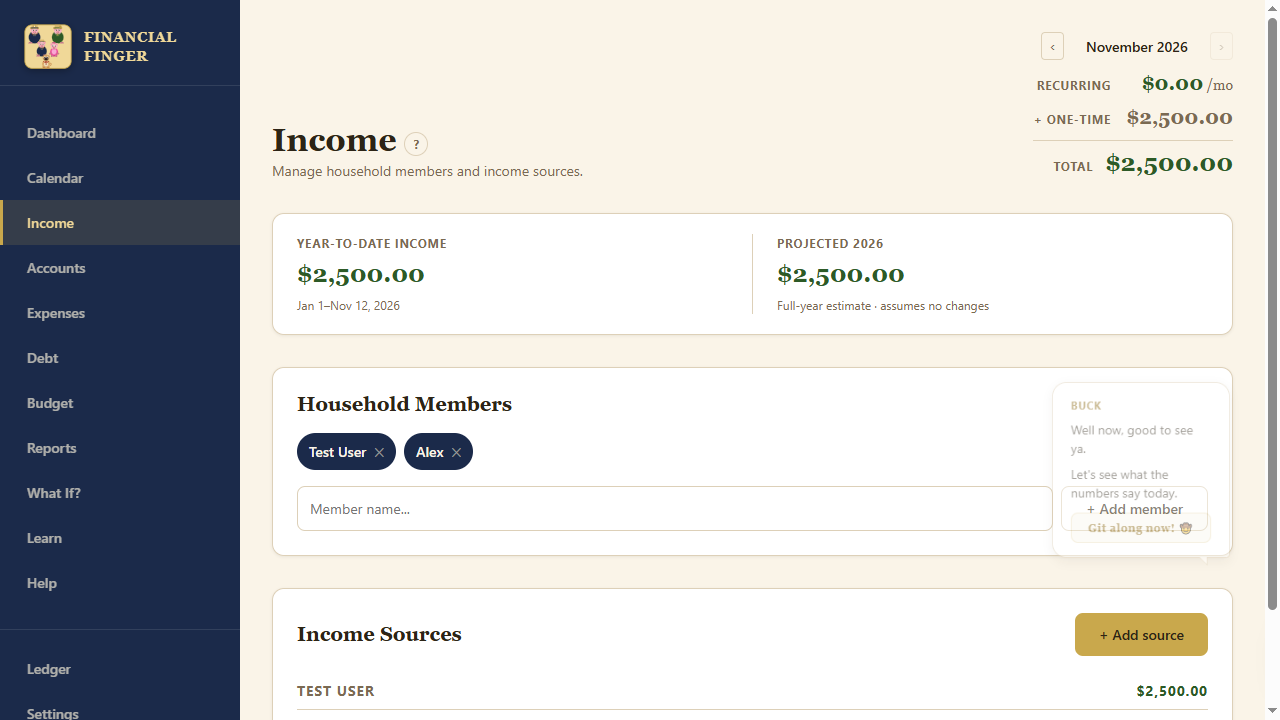 FINANCIAL
FINGER
Dashboard
Calendar
Income
Accounts
Expenses
Debt
Budget
Reports
What If?
Learn
Help
Ledger
Settings
‹ November 2026 ›
RECURRING $0.00 /mo
+ ONE-TIME $2,500.00
TOTAL $2,500.00
Income ?
Manage household members and income sources.
YEAR-TO-DATE INCOME
$2,500.00
Jan 1–Nov 12, 2026
PROJECTED 2026
$2,500.00
Full-year estimate · assumes no changes
Household Members
Test User ×
Alex ×
Member name...
+ Add member
BUCK
Well now, good to see
ya.
Let's see what the
numbers say today.
Git along now! 🤠
Income Sources
+ Add source
TEST USER $2,500.00